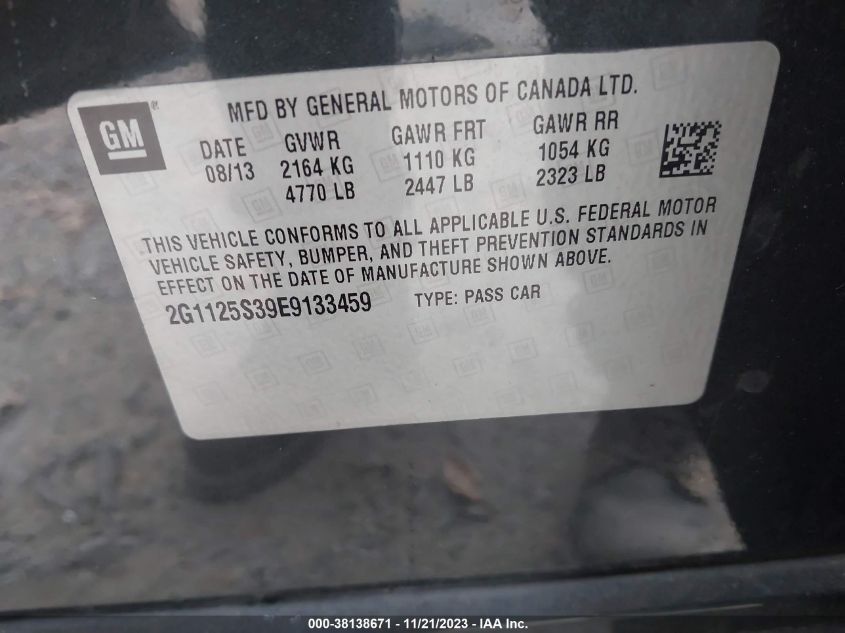 GM
®
MFD BY GENERAL MOTORS OF CANADA LTD.
DATE GVWR GAWR FRT GAWR RR
08/13 2164 KG 1110 KG 1054 KG
4770 LB 2447 LB 2323 LB
THIS VEHICLE CONFORMS TO ALL APPLICABLE U.S. FEDERAL MOTOR
VEHICLE SAFETY, BUMPER, AND THEFT PREVENTION STANDARDS IN
EFFECT ON THE DATE OF MANUFACTURE SHOWN ABOVE.
2G1125S39E9133459 TYPE: PASS CAR
000-38138671 - 11/21/2023 - IAA Inc.